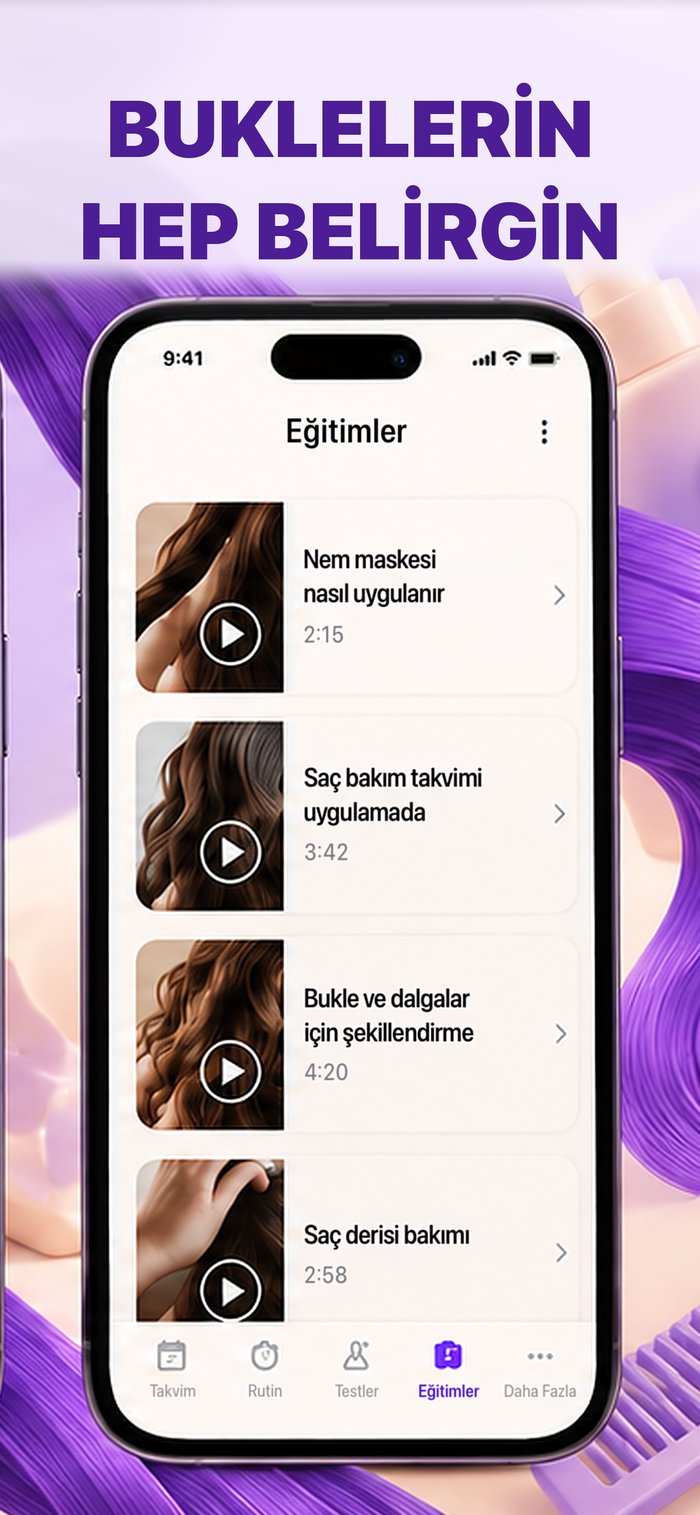 BUKLELERİN
HEP BELİRGİN
9:41
Eğitimler
Nem maskesi
nasıl uygulanır
2:15
Saç bakım takvimi
uygulamada
3:42
Bukle ve dalgalar
için şekillendirme
4:20
Saç derisi bakımı
2:58
Takvim
Rutin
Testler
Eğitimler
Daha Fazla